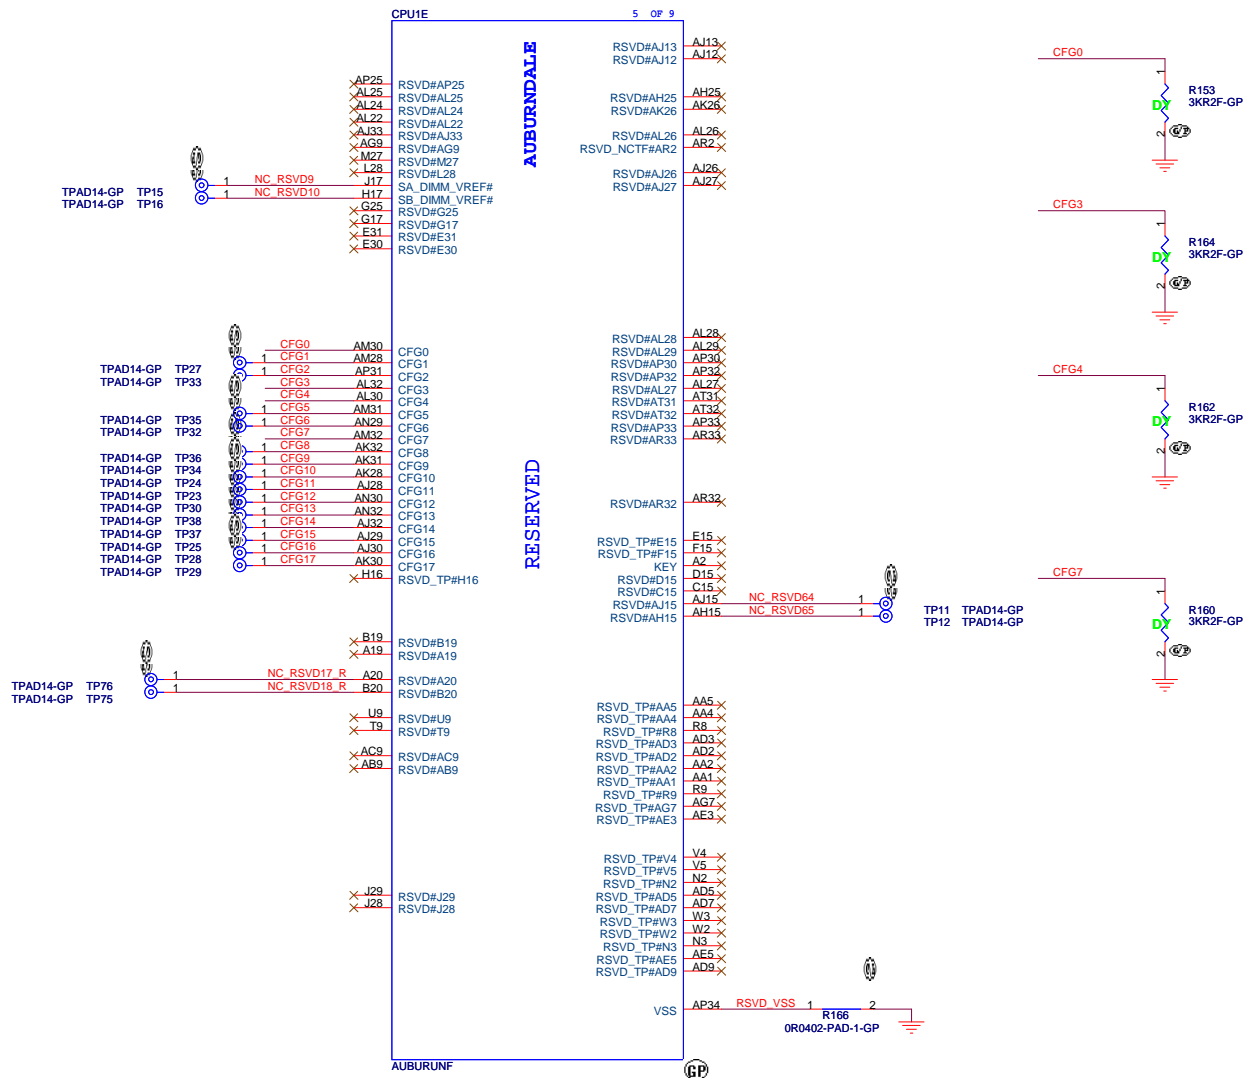 CPU1E
5 OF 9
AUBURNDALE
RESERVED
AP25 RSVD#AP25
AL25 RSVD#AL25
AL24 RSVD#AL24
AL22 RSVD#AL22
AJ33 RSVD#AJ33
AG9 RSVD#AG9
M27 RSVD#M27
L28 RSVD#L28
TPAD14-GP TP15 1 NC_RSVD9 J17 SA_DIMM_VREF#
TPAD14-GP TP16 1 NC_RSVD10 H17 SB_DIMM_VREF#
G25 RSVD#G25
G17 RSVD#G17
E31 RSVD#E31
E30 RSVD#E30
CFG0 AM30 CFG0
TPAD14-GP TP27 1 CFG1 AM28 CFG1
TPAD14-GP TP33 1 CFG2 AP31 CFG2
CFG3 AL32 CFG3
CFG4 AL30 CFG4
TPAD14-GP TP35 1 CFG5 AM31 CFG5
TPAD14-GP TP32 1 CFG6 AN29 CFG6
CFG7 AM32 CFG7
TPAD14-GP TP36 1 CFG8 AK32 CFG8
TPAD14-GP TP34 1 CFG9 AK31 CFG9
TPAD14-GP TP24 1 CFG10 AK28 CFG10
TPAD14-GP TP23 1 CFG11 AJ28 CFG11
TPAD14-GP TP30 1 CFG12 AN30 CFG12
TPAD14-GP TP38 1 CFG13 AN32 CFG13
TPAD14-GP TP37 1 CFG14 AJ32 CFG14
TPAD14-GP TP25 1 CFG15 AJ29 CFG15
TPAD14-GP TP28 1 CFG16 AJ30 CFG16
TPAD14-GP TP29 1 CFG17 AK30 CFG17
H16 RSVD_TP#H16
B19 RSVD#B19
A19 RSVD#A19
TPAD14-GP TP76 1 NC_RSVD17_R A20 RSVD#A20
TPAD14-GP TP75 1 NC_RSVD18_R B20 RSVD#B20
U9 RSVD#U9
T9 RSVD#T9
AC9 RSVD#AC9
AB9 RSVD#AB9
J29 RSVD#J29
J28 RSVD#J28
RSVD#AJ13 AJ13
RSVD#AJ12 AJ12
RSVD#AH25 AH25
RSVD#AK26 AK26
RSVD#AL26 AL26
RSVD_NCTF#AR2 AR2
RSVD#AJ26 AJ26
RSVD#AJ27 AJ27
RSVD#AL28 AL28
RSVD#AL29 AL29
RSVD#AP30 AP30
RSVD#AP32 AP32
RSVD#AL27 AL27
RSVD#AT31 AT31
RSVD#AT32 AT32
RSVD#AP33 AP33
RSVD#AR33 AR33
RSVD#AR32 AR32
RSVD_TP#E15 E15
RSVD_TP#F15 F15
KEY A2
RSVD#D15 D15
RSVD#C15 C15
RSVD#AJ15 AJ15 NC_RSVD64 1 TP11 TPAD14-GP
RSVD#AH15 AH15 NC_RSVD65 1 TP12 TPAD14-GP
RSVD_TP#AA5 AA5
RSVD_TP#AA4 AA4
RSVD_TP#R8 R8
RSVD_TP#AD3 AD3
RSVD_TP#AD2 AD2
RSVD_TP#AA2 AA2
RSVD_TP#AA1 AA1
RSVD_TP#R9 R9
RSVD_TP#AG7 AG7
RSVD_TP#AE3 AE3
RSVD_TP#V4 V4
RSVD_TP#V5 V5
RSVD_TP#N2 N2
RSVD_TP#AD5 AD5
RSVD_TP#AD7 AD7
RSVD_TP#W3 W3
RSVD_TP#W2 W2
RSVD_TP#N3 N3
RSVD_TP#AE5 AE5
RSVD_TP#AD9 AD9
VSS AP34 RSVD_VSS 1 2
R166
0R0402-PAD-1-GP
AUBURUNF
GP
CFG0
1
R153
3KR2F-GP
DY
2
CFG3
1
R164
3KR2F-GP
DY
2
CFG4
1
R162
3KR2F-GP
DY
2
CFG7
1
R160
3KR2F-GP
DY
2